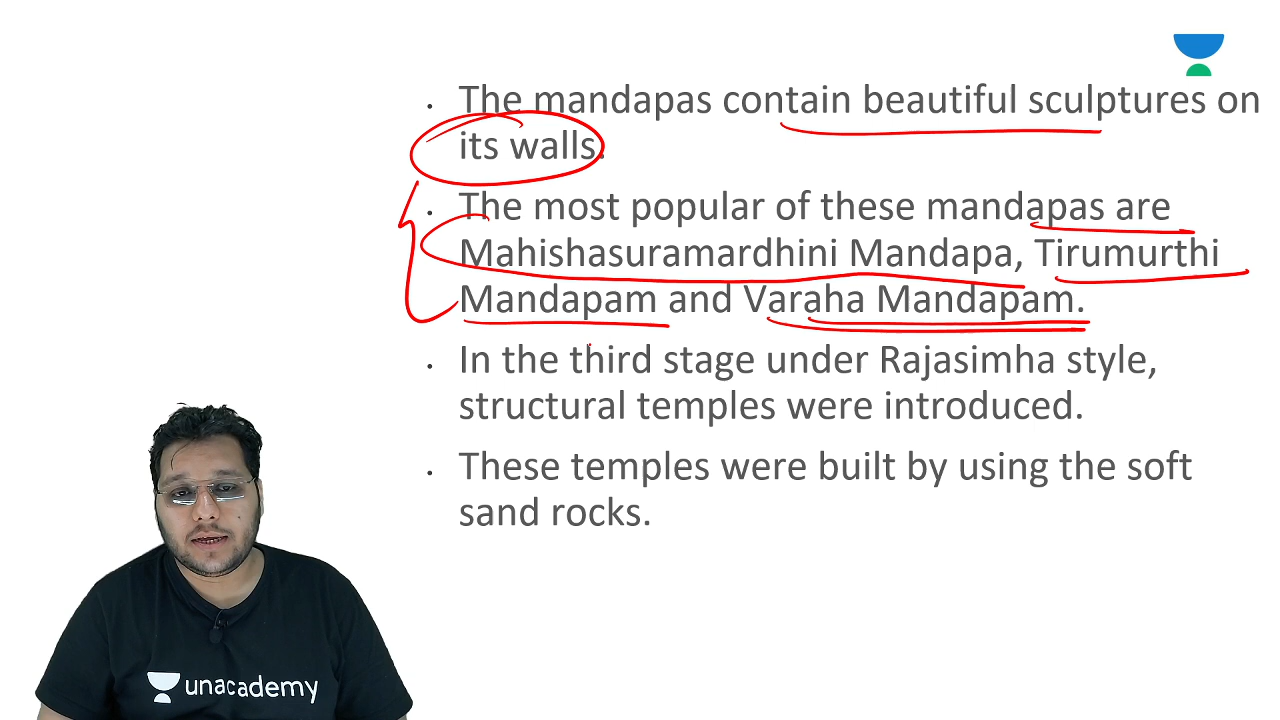 • The mandapas contain beautiful sculptures on
its walls.
• The most popular of these mandapas are
Mahishasuramardhini Mandapa, Tirumurthi
Mandapam and Varaha Mandapam.
• In the third stage under Rajasimha style,
structural temples were introduced.
• These temples were built by using the soft
sand rocks.
unacademy